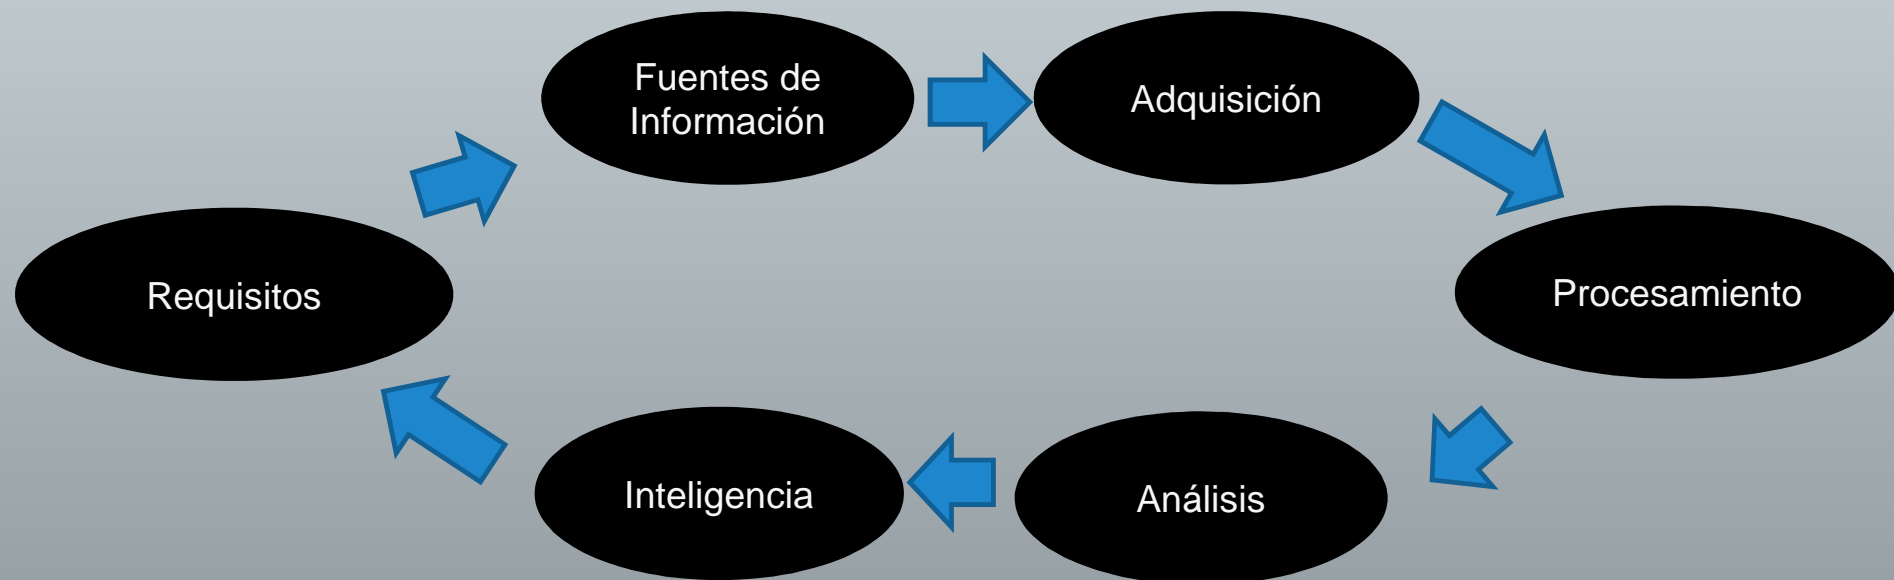 Fuentes de
Información
Adquisición
Requisitos
Procesamiento
Inteligencia
Análisis